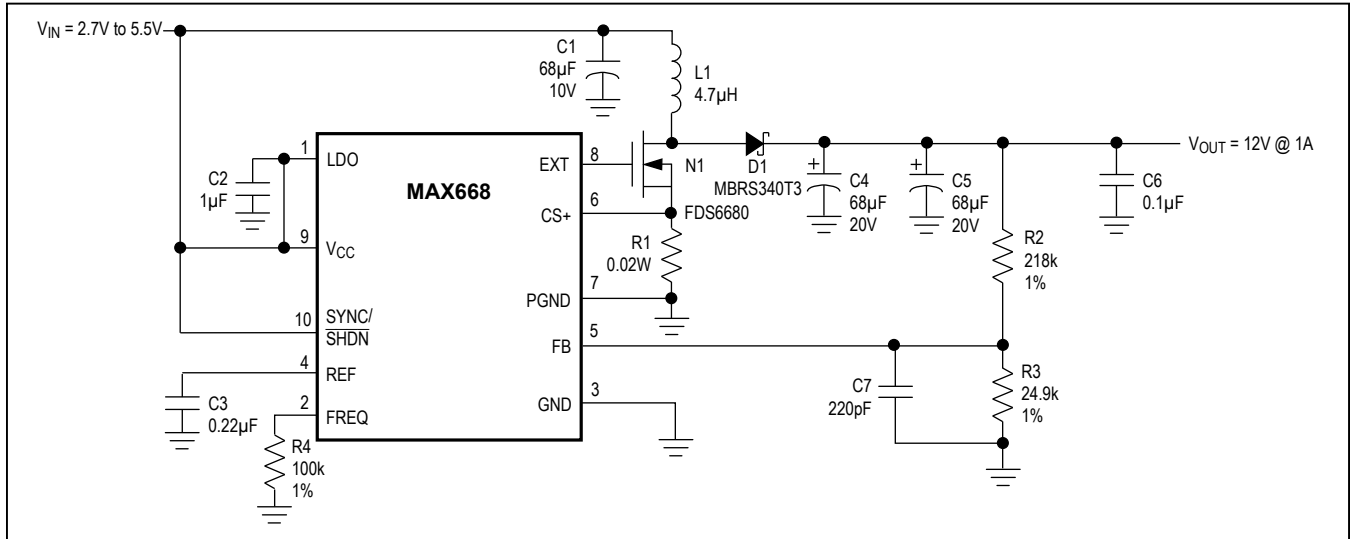 VIN = 2.7V to 5.5V
C1
68µF
10V
L1
4.7µH
1
LDO
C2
1µF
MAX668
EXT
8
N1
FDS6680
D1
MBRS340T3
+
C4
68µF
20V
+
C5
68µF
20V
VOUT = 12V @ 1A
C6
0.1µF
CS+
6
R1
0.02W
R2
218k
1%
9
VCC
PGND
7
10
SYNC/
SHDN
FB
5
4
REF
C3
0.22µF
2
FREQ
R4
100k
1%
GND
3
C7
220pF
R3
24.9k
1%